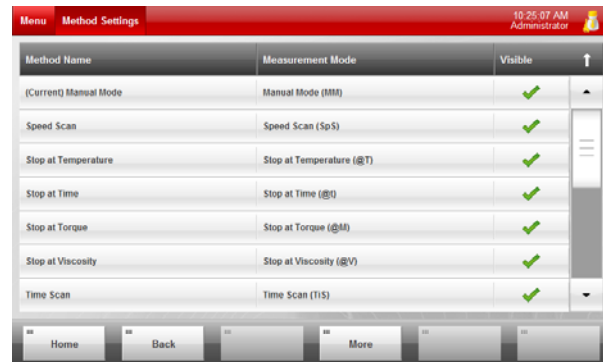 Menu Method Settings 10:25:07 AM
Administrator
Method Name Measurement Mode Visible
(Current) Manual Mode Manual Mode (MM)
Speed Scan Speed Scan (SpS)
Stop at Temperature Stop at Temperature (@T)
Stop at Time Stop at Time (@t)
Stop at Torque Stop at Torque (@M)
Stop at Viscosity Stop at Viscosity (@V)
Time Scan Time Scan (TiS)
Home Back More